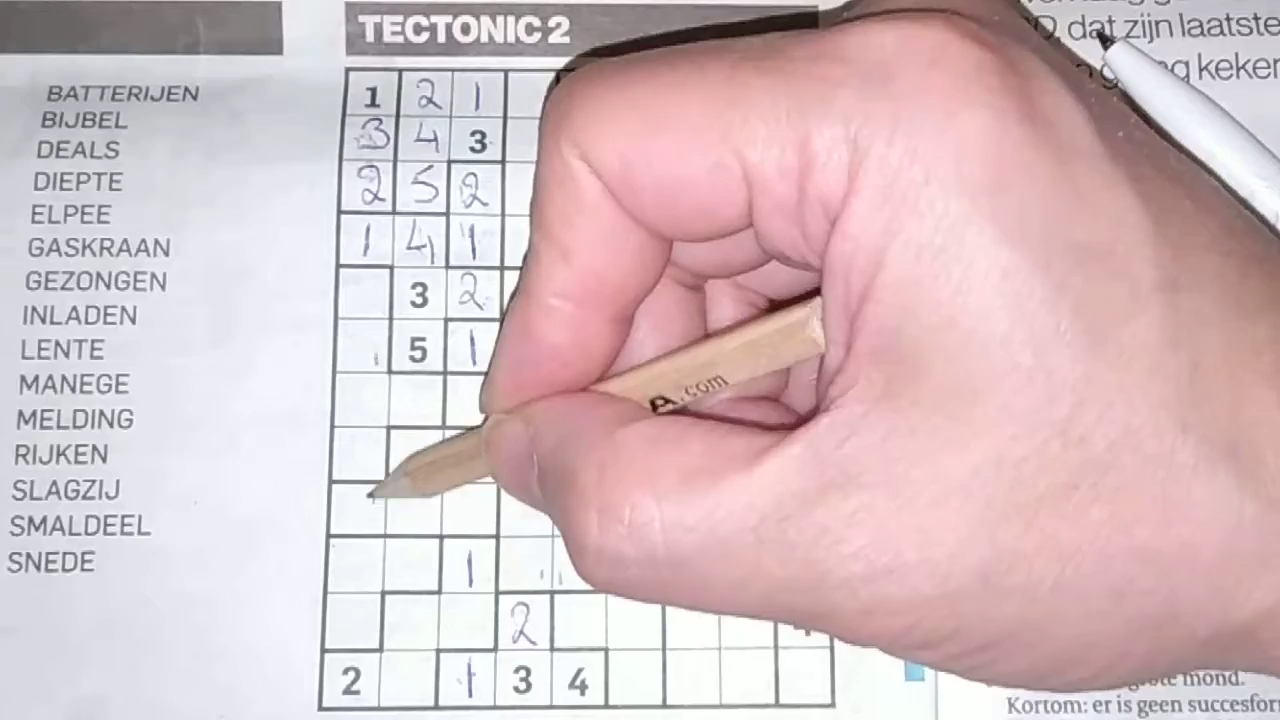 TECTONIC 2
BATTERIJEN
BIJBEL
DEALS
DIEPTE
ELPEE
GASKRAAN
GEZONGEN
INLADEN
LENTE
MANEGE
MELDING
RIJKEN
SLAGZIJ
SMALDEEL
SNEDE
1 2 1
3 4 3
2 5 2
1 4 1
3 2
5 1
1
2
2 1 3 4
.com
dat zijn laatste
keker
mond.
Kortom: er is geen succesfor